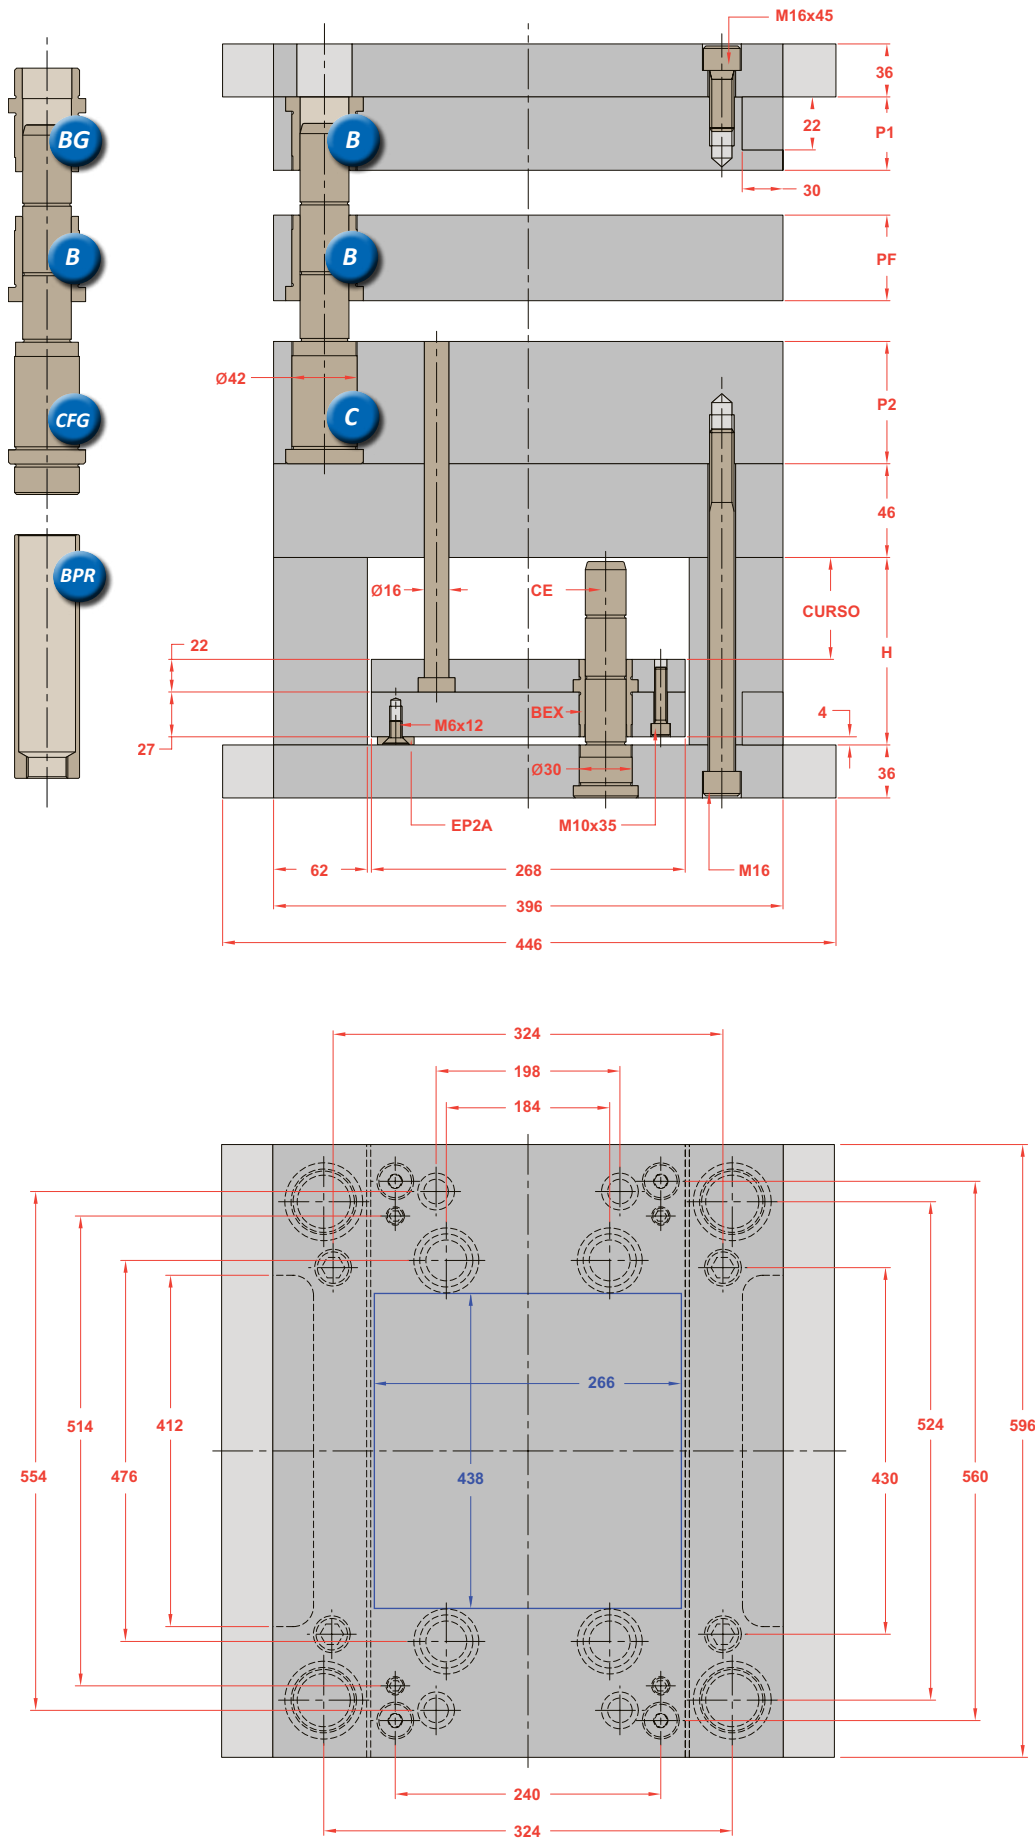 M16x45
36
22
P1
30
BG
B
B
B
PF
Ø42
CFG
C
P2
46
BPR
Ø16
CE
CURSO
22
H
BEX
M6x12
4
27
Ø30
36
EP2A
M10x35
62
268
M16
396
446
324
198
184
266
514
412
524
596
554
476
438
430
560
240
324